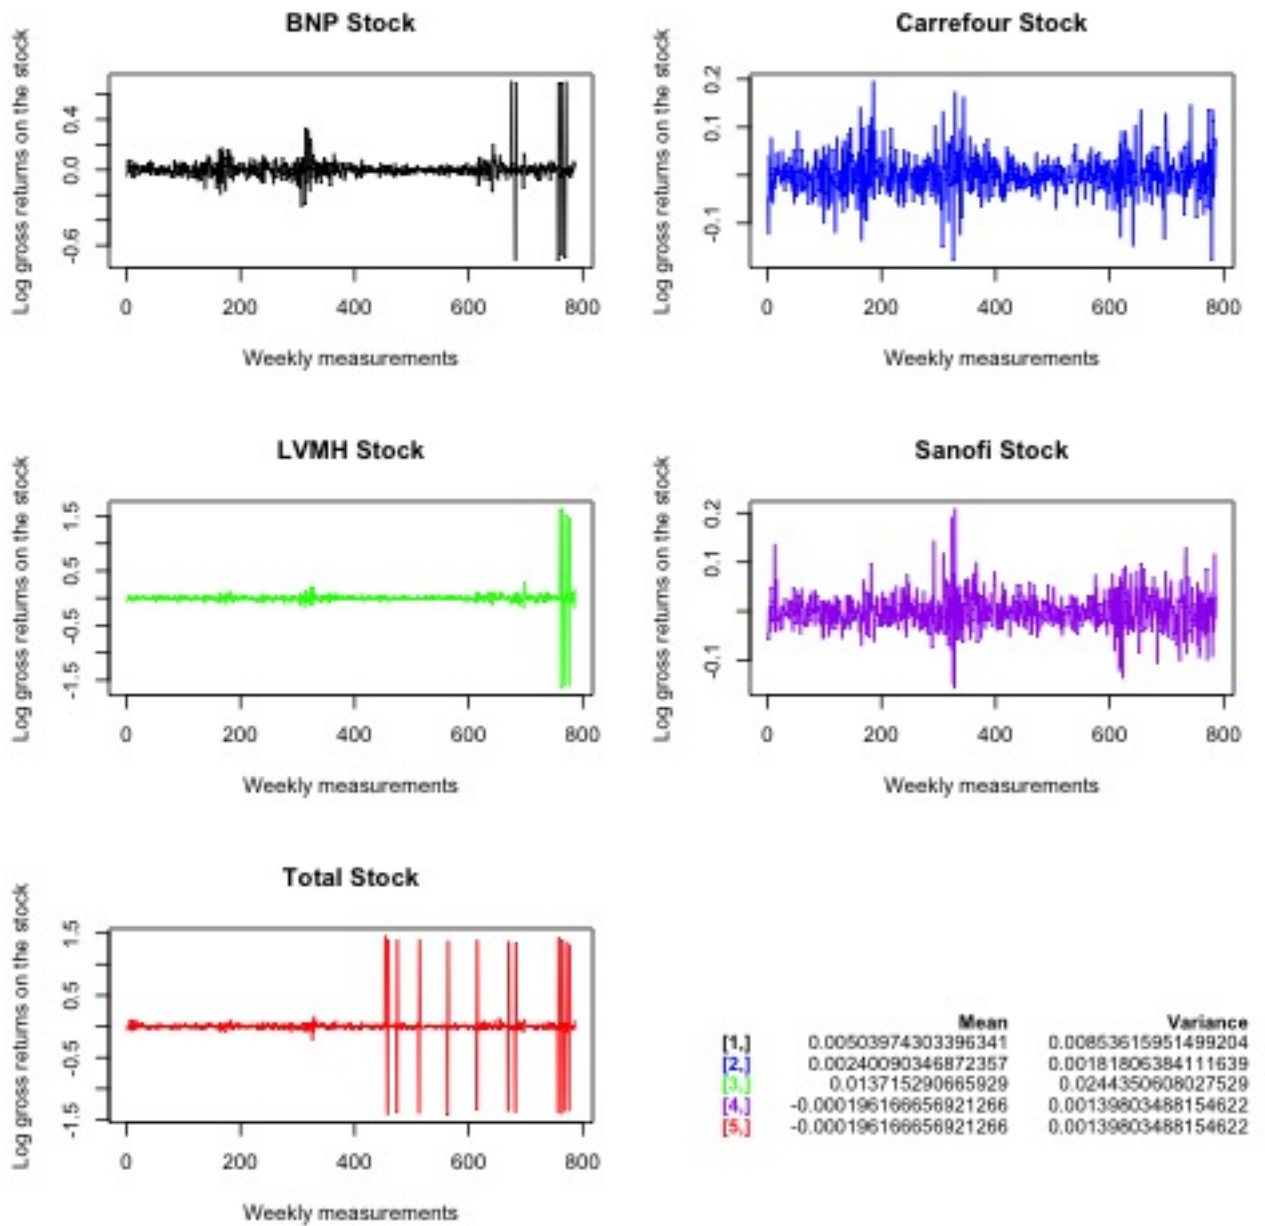 BNP Stock
Log gross returns on the stock
0.4
0.0
-0.6
0 200 400 600 800
Weekly measurements
Carrefour Stock
Log gross returns on the stock
0.2
0.1
-0.1
0 200 400 600 800
Weekly measurements
LVMH Stock
Log gross returns on the stock
1.5
0.5
-0.5
-1.5
0 200 400 600 800
Weekly measurements
Sanofi Stock
Log gross returns on the stock
0.2
0.1
-0.1
0 200 400 600 800
Weekly measurements
Total Stock
Log gross returns on the stock
1.5
0.5
-0.5
-1.5
0 200 400 600 800
Weekly measurements
Mean Variance
[1,] 0.00503974303396341 0.00853615951499204
[2,] 0.00240090346872357 0.00181806384111639
[3,] 0.013715290665929 0.0244350608027529
[4,] -0.000196166656921266 0.001398034881546​22
[5,] -0.000196166656921266 0.00139803488154622